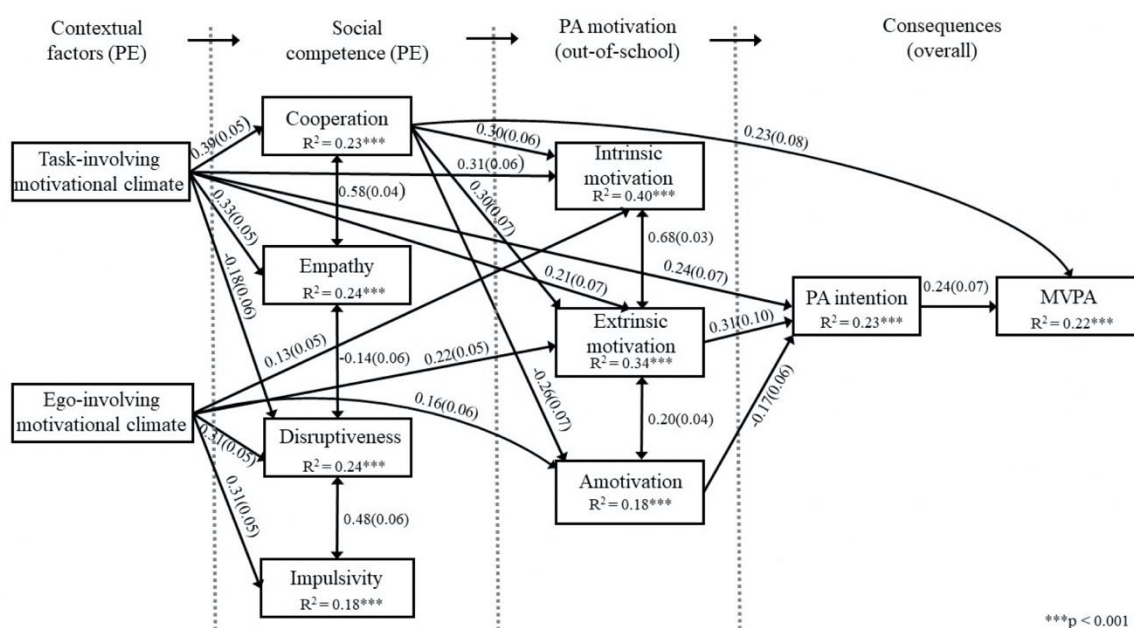 Contextual
factors (PE)
Social
competence (PE)
PA motivation
(out-of-school)
Consequences
(overall)
Task-involving
motivational climate
Ego-involving
motivational climate
Cooperation
R² = 0.23***
Empathy
R² = 0.24***
Disruptiveness
R² = 0.24***
Impulsivity
R² = 0.18***
Intrinsic
motivation
R² = 0.40***
Extrinsic
motivation
R² = 0.34***
Amotivation
R² = 0.18***
PA intention
R² = 0.23***
MVPA
R² = 0.22***
0.39(0.05)
0.33(0.05)
-0.18(0.06)
0.31(0.05)
0.31(0.05)
0.58(0.04)
-0.14(0.06)
0.48(0.06)
0.30(0.06)
0.31(0.06)
0.30(0.07)
0.21(0.07)
0.13(0.05)
0.22(0.05)
0.16(0.06)
-0.26(0.07)
0.68(0.03)
0.20(0.04)
0.23(0.08)
0.24(0.07)
0.31(0.10)
-0.17(0.06)
0.24(0.07)
***p < 0.001